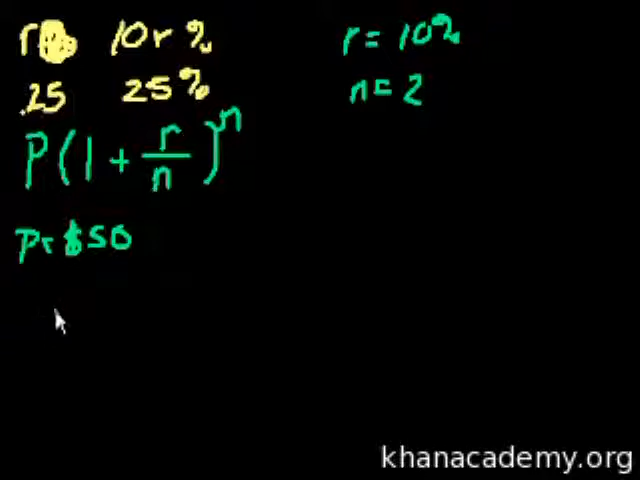 r 10r %
.25 25%
P(1 + r/n)^n
P= $50
r = 10%
n = 2
khanacademy.org